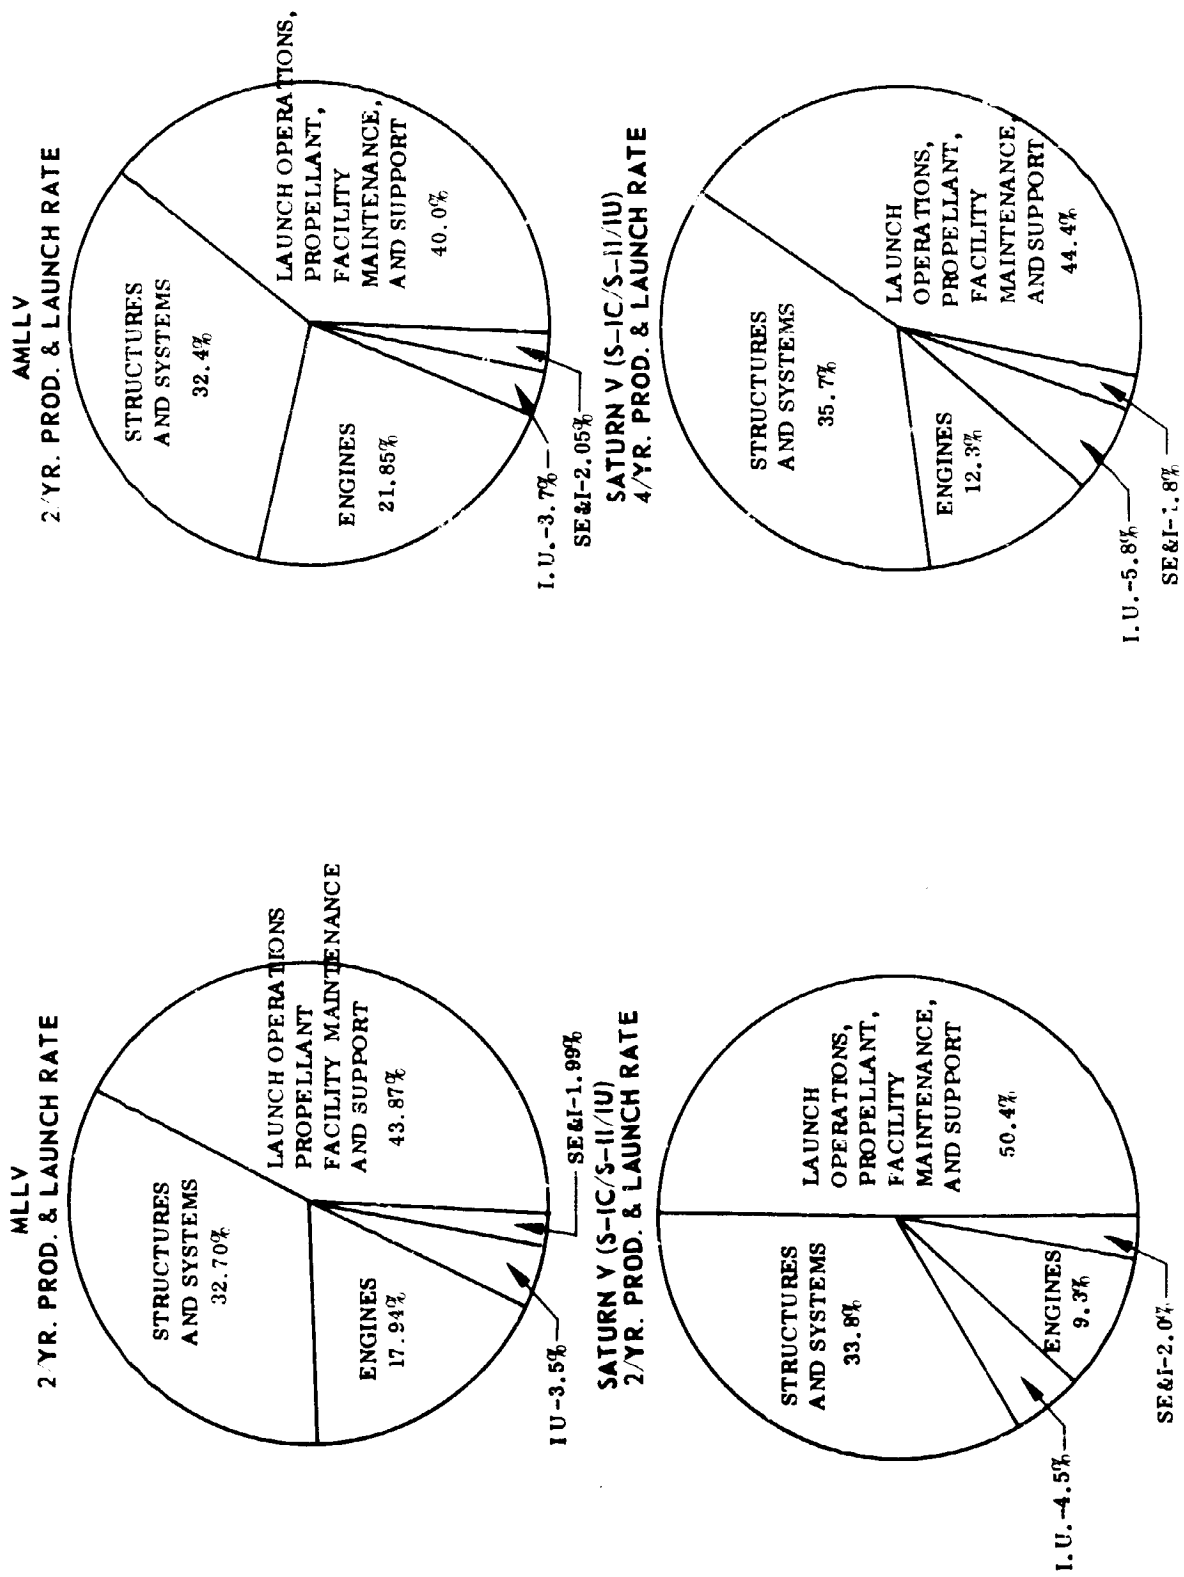 MLLV
2/YR. PROD. & LAUNCH RATE
STRUCTURES
AND SYSTEMS
32.70%
LAUNCH OPERATIONS
PROPELLANT
FACILITY MAINTENANCE
AND SUPPORT
43.87%
ENGINES
17.94%
IU-3.5%
SE&I-1.99%
AMLLV
2/YR. PROD. & LAUNCH RATE
STRUCTURES
AND SYSTEMS
32.4%
LAUNCH OPERATIONS,
PROPELLANT,
FACILITY
MAINTENANCE,
AND SUPPORT
40.0%
ENGINES
21.85%
I.U.-3.7%
SE&I-2.05%
SATURN V (S-IC/S-II/IU)
2/YR. PROD. & LAUNCH RATE
STRUCTURES
AND SYSTEMS
33.8%
LAUNCH
OPERATIONS,
PROPELLANT,
FACILITY
MAINTENANCE,
AND SUPPORT
50.4%
ENGINES
9.3%
I.U.-4.5%
SE&I-2.0%
SATURN V (S-IC/S-II/IU)
4/YR. PROD. & LAUNCH RATE
STRUCTURES
AND SYSTEMS
35.7%
LAUNCH
OPERATIONS,
PROPELLANT,
FACILITY
MAINTENANCE,
AND SUPPORT
44.4%
ENGINES
12.3%
I.U.-5.8%
SE&I-1.8%